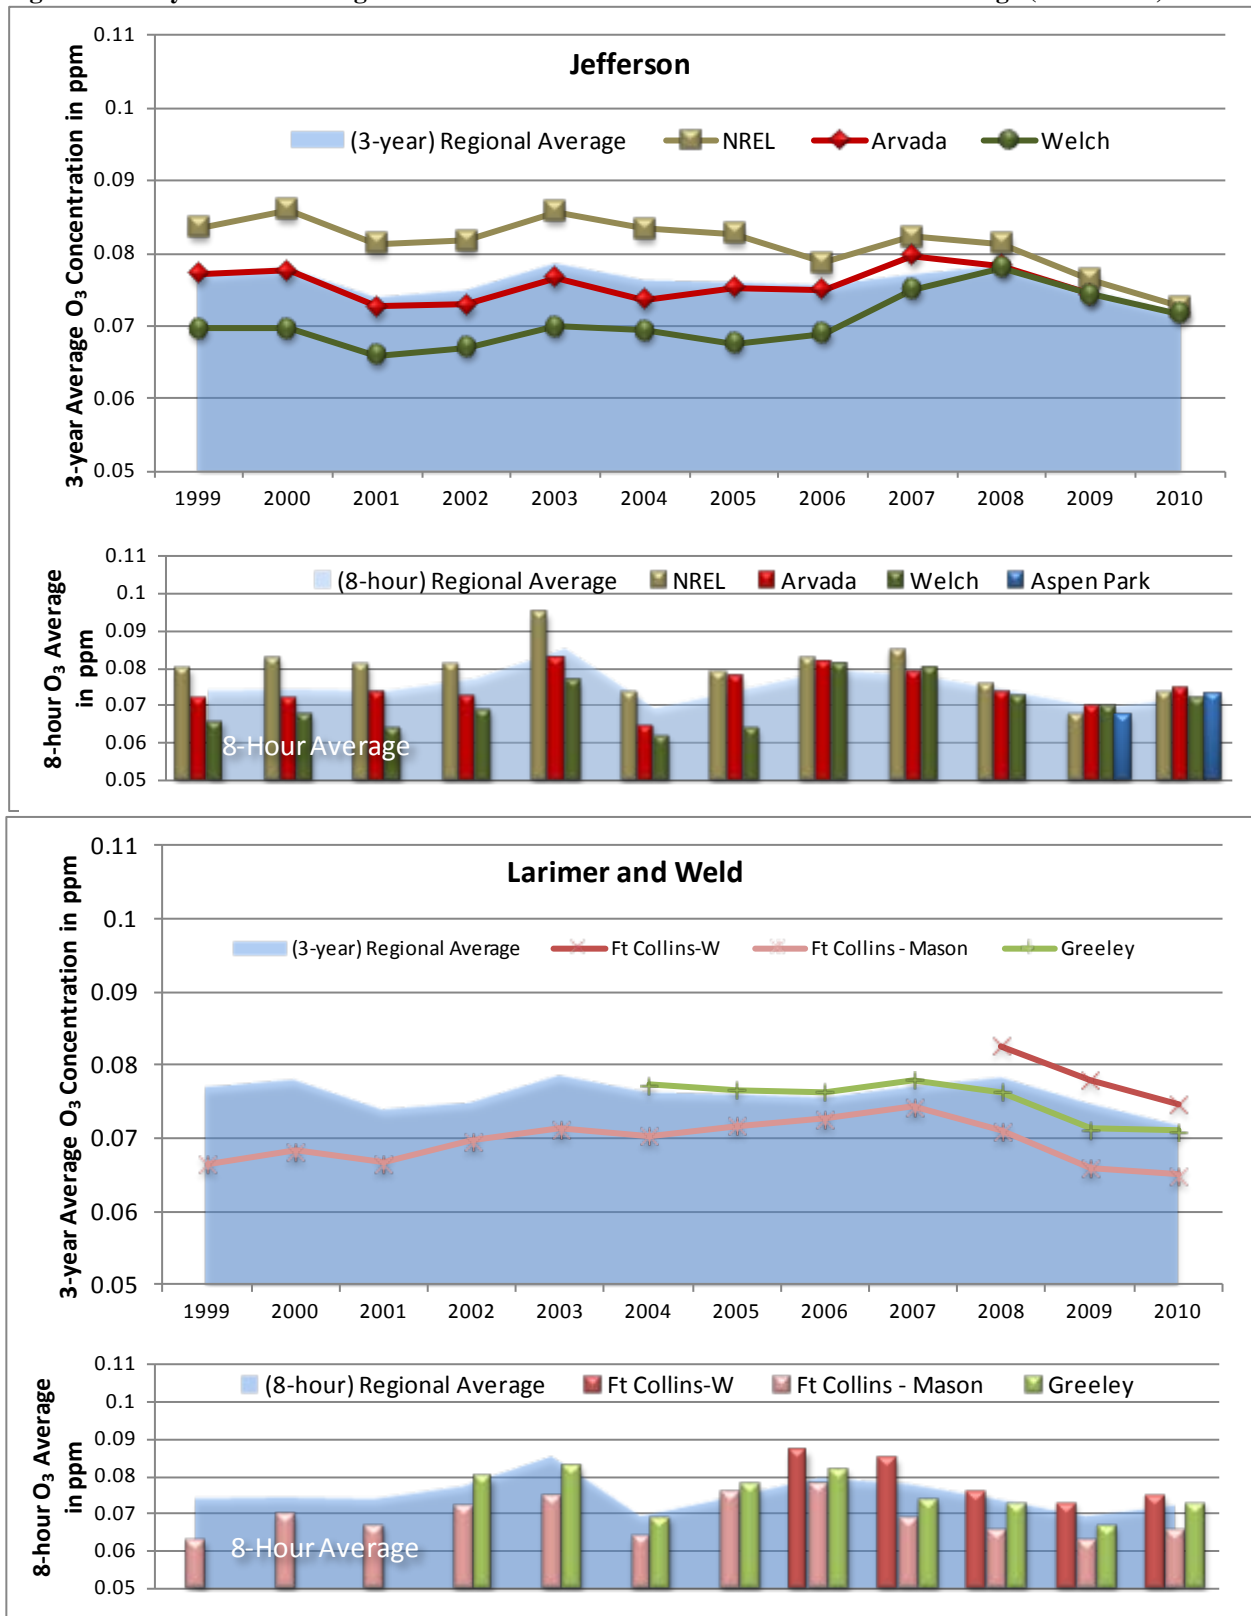 Jefferson
3-year Average O₃ Concentration in ppm
0.11
0.1
0.09
0.08
0.07
0.06
0.05
(3-year) Regional Average NREL Arvada Welch
1999 2000 2001 2002 2003 2004 2005 2006 2007 2008 2009 2010
8-hour O₃ Average
in ppm
0.11
0.1
0.09
0.08
0.07
0.06
0.05
(8-hour) Regional Average NREL Arvada Welch Aspen Park
8-Hour Average
Larimer and Weld
3-year Average O₃ Concentration in ppm
0.11
0.1
0.09
0.08
0.07
0.06
0.05
(3-year) Regional Average Ft Collins-W Ft Collins - Mason Greeley
1999 2000 2001 2002 2003 2004 2005 2006 2007 2008 2009 2010
8-hour O₃ Average
in ppm
0.11
0.1
0.09
0.08
0.07
0.06
0.05
(8-hour) Regional Average Ft Collins-W Ft Collins - Mason Greeley
8-Hour Average